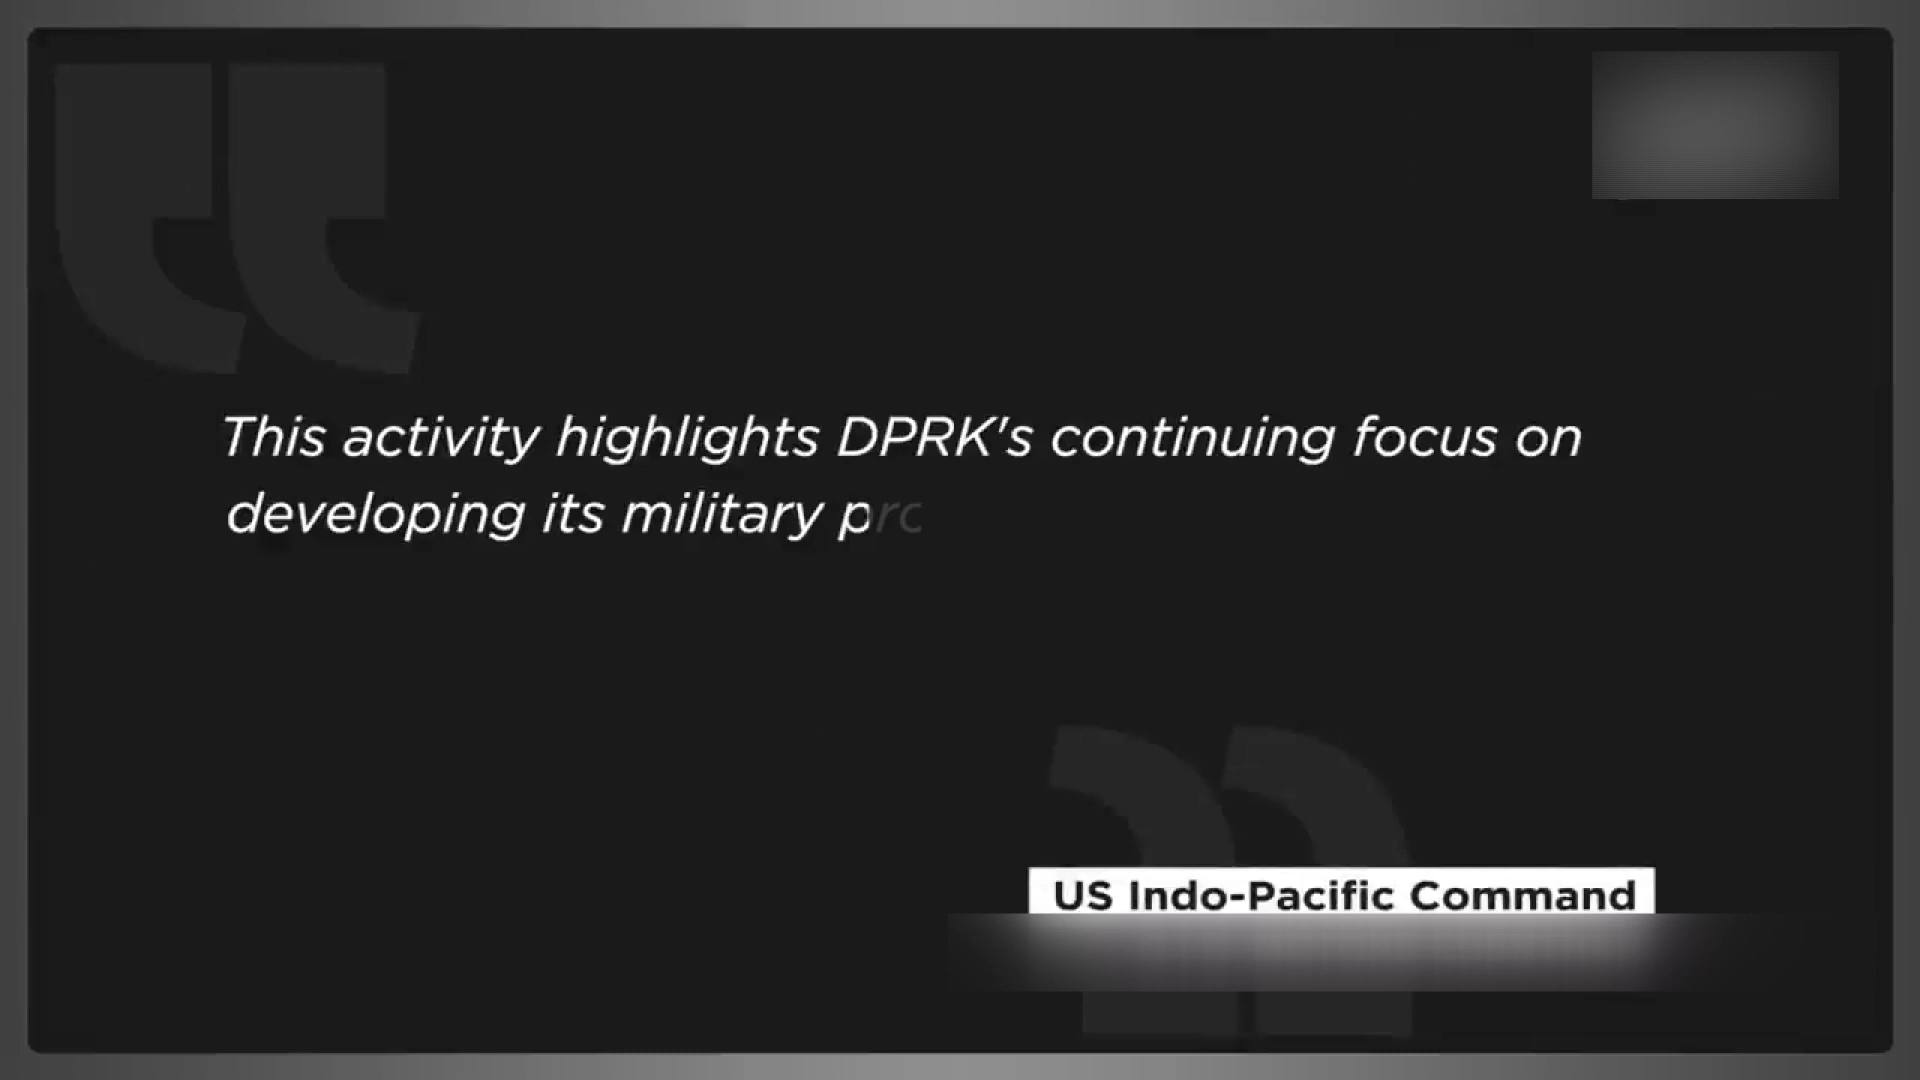 This activity highlights DPRK's continuing focus on
developing its military
US Indo-Pacific Command